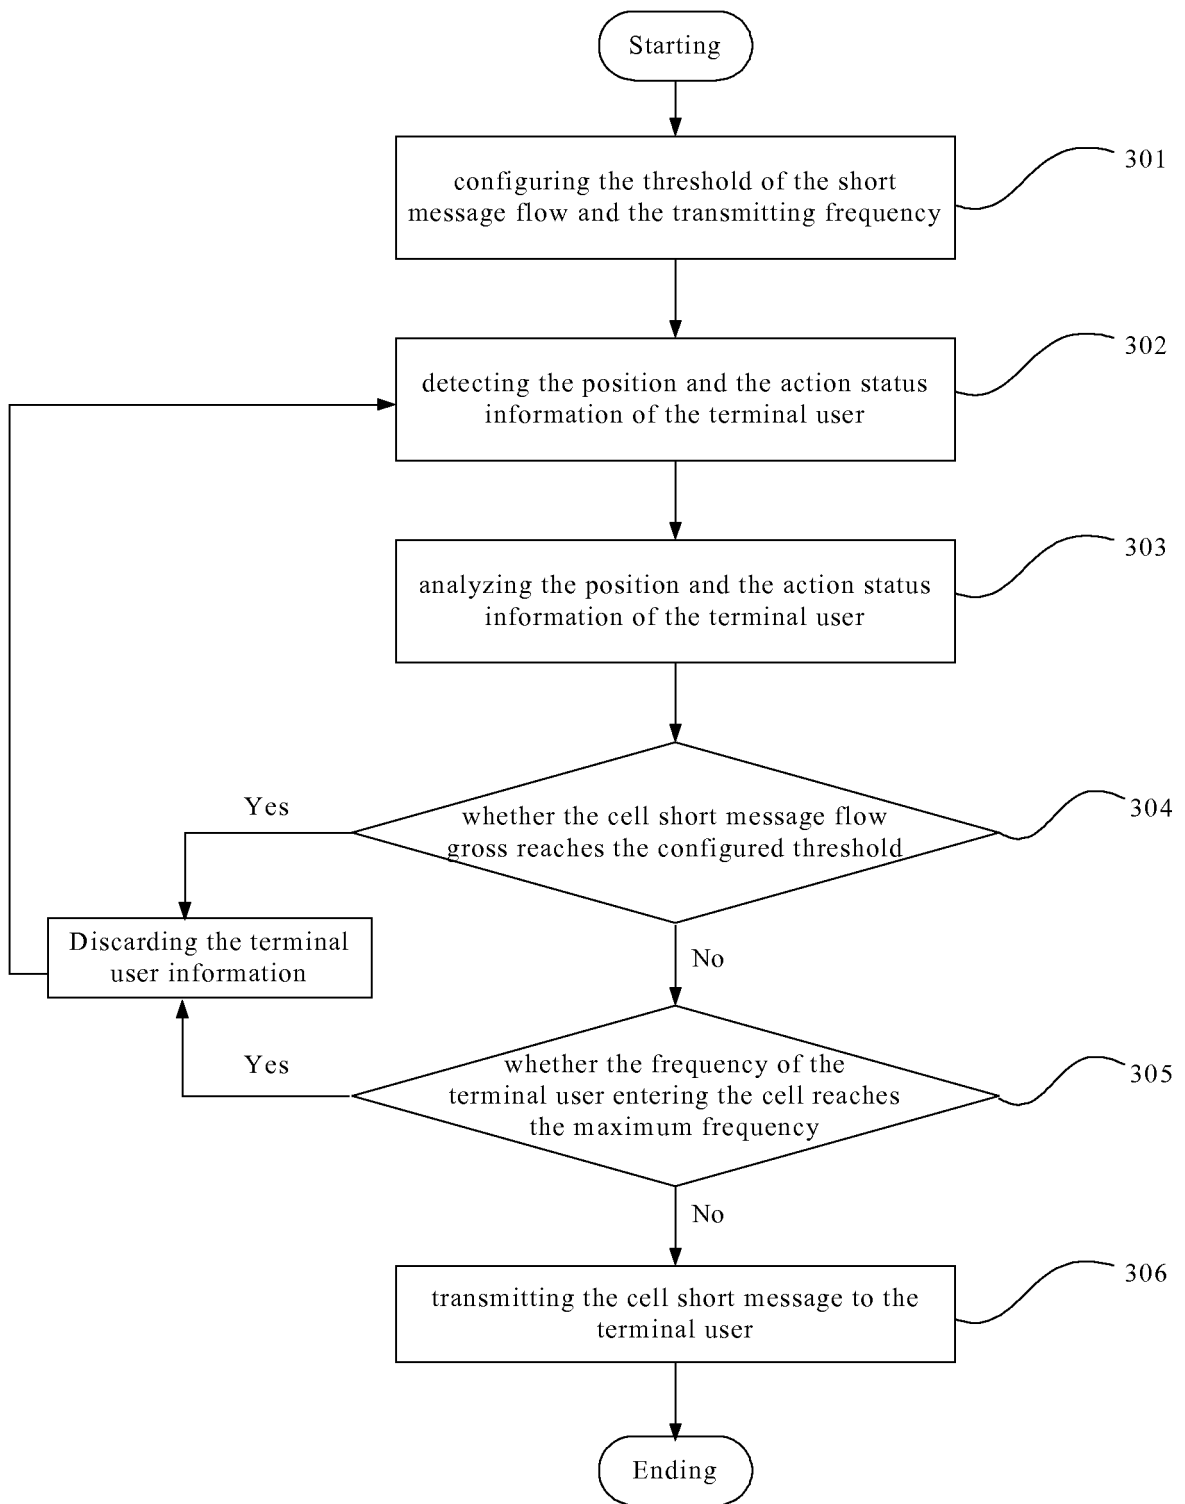 Starting
configuring the threshold of the short
message flow and the transmitting frequency
301
detecting the position and the action status
information of the terminal user
302
analyzing the position and the action status
information of the terminal user
303
whether the cell short message flow
gross reaches the configured threshold
304
Yes
Discarding the terminal
user information
No
whether the frequency of the
terminal user entering the cell reaches
the maximum frequency
305
Yes
No
transmitting the cell short message to the
terminal user
306
Ending